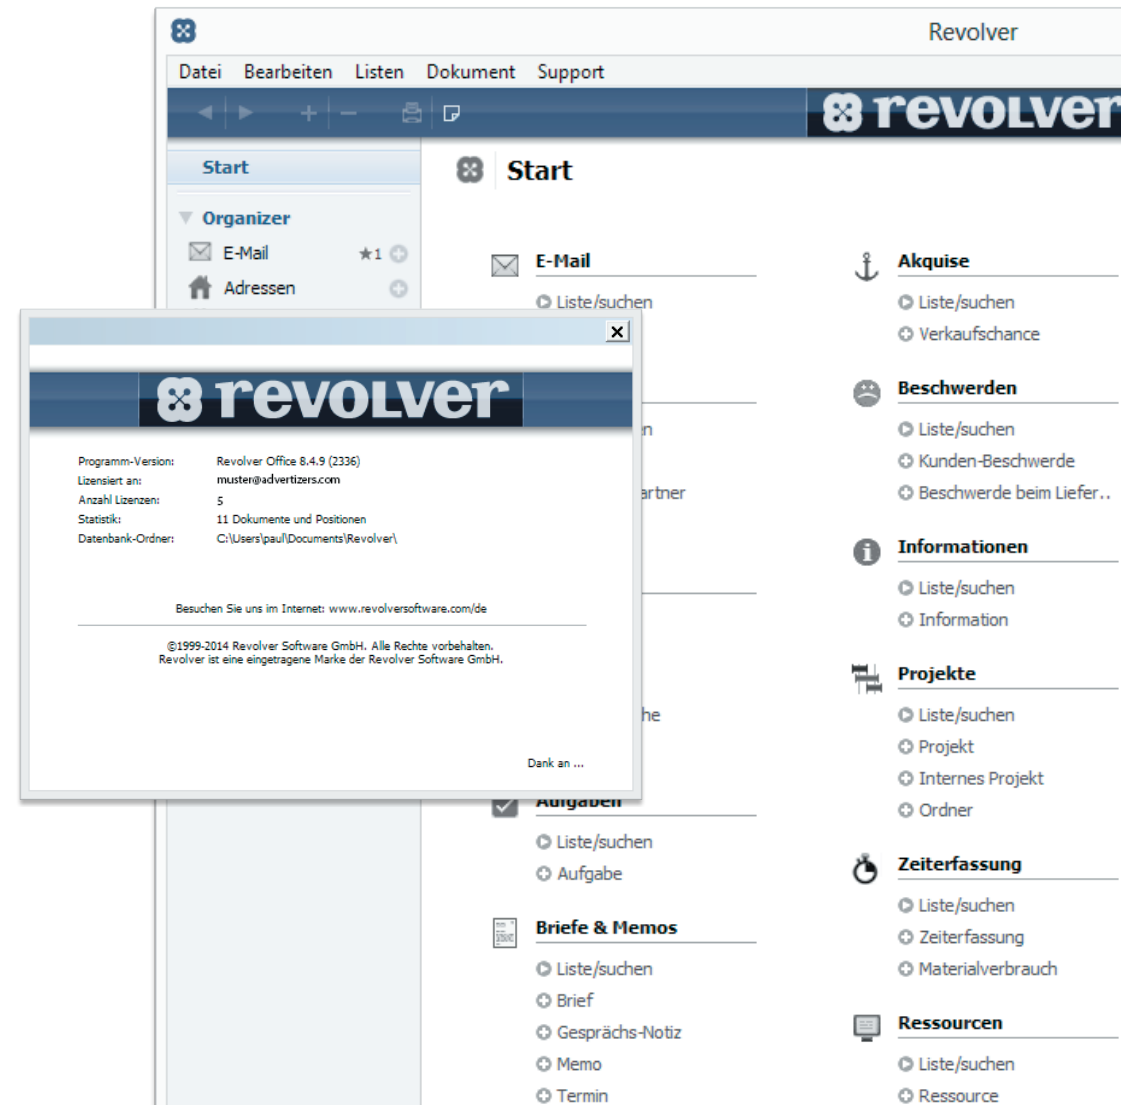 Revolver
Datei Bearbeiten Listen Dokument Support
revolver
Start
Organizer
E-Mail ★1
Adressen
Start
E-Mail
Liste/suchen
Akquise
Liste/suchen
Verkaufschance
Beschwerden
Liste/suchen
Kunden-Beschwerde
Beschwerde beim Liefer..
Informationen
Liste/suchen
Information
Projekte
Liste/suchen
Projekt
Internes Projekt
Ordner
Zeiterfassung
Liste/suchen
Zeiterfassung
Materialverbrauch
Ressourcen
Liste/suchen
Ressource
revolver
Programm-Version: Revolver Office 8.4.9 (2336)
Lizensiert an: muster@advertizers.com
Anzahl Lizenzen: 5
Statistik: 11 Dokumente und Positionen
Datenbank-Ordner: C:\Users\paul\Documents\Revolver\
Besuchen Sie uns im Internet: www.revolversoftware.com/de
©1999-2014 Revolver Software GmbH. Alle Rechte vorbehalten.
Revolver ist eine eingetragene Marke der Revolver Software GmbH.
Dank an ...
n
artner
he
Aufgaben
Liste/suchen
Aufgabe
Briefe & Memos
Liste/suchen
Brief
Gesprächs-Notiz
Memo
Termin